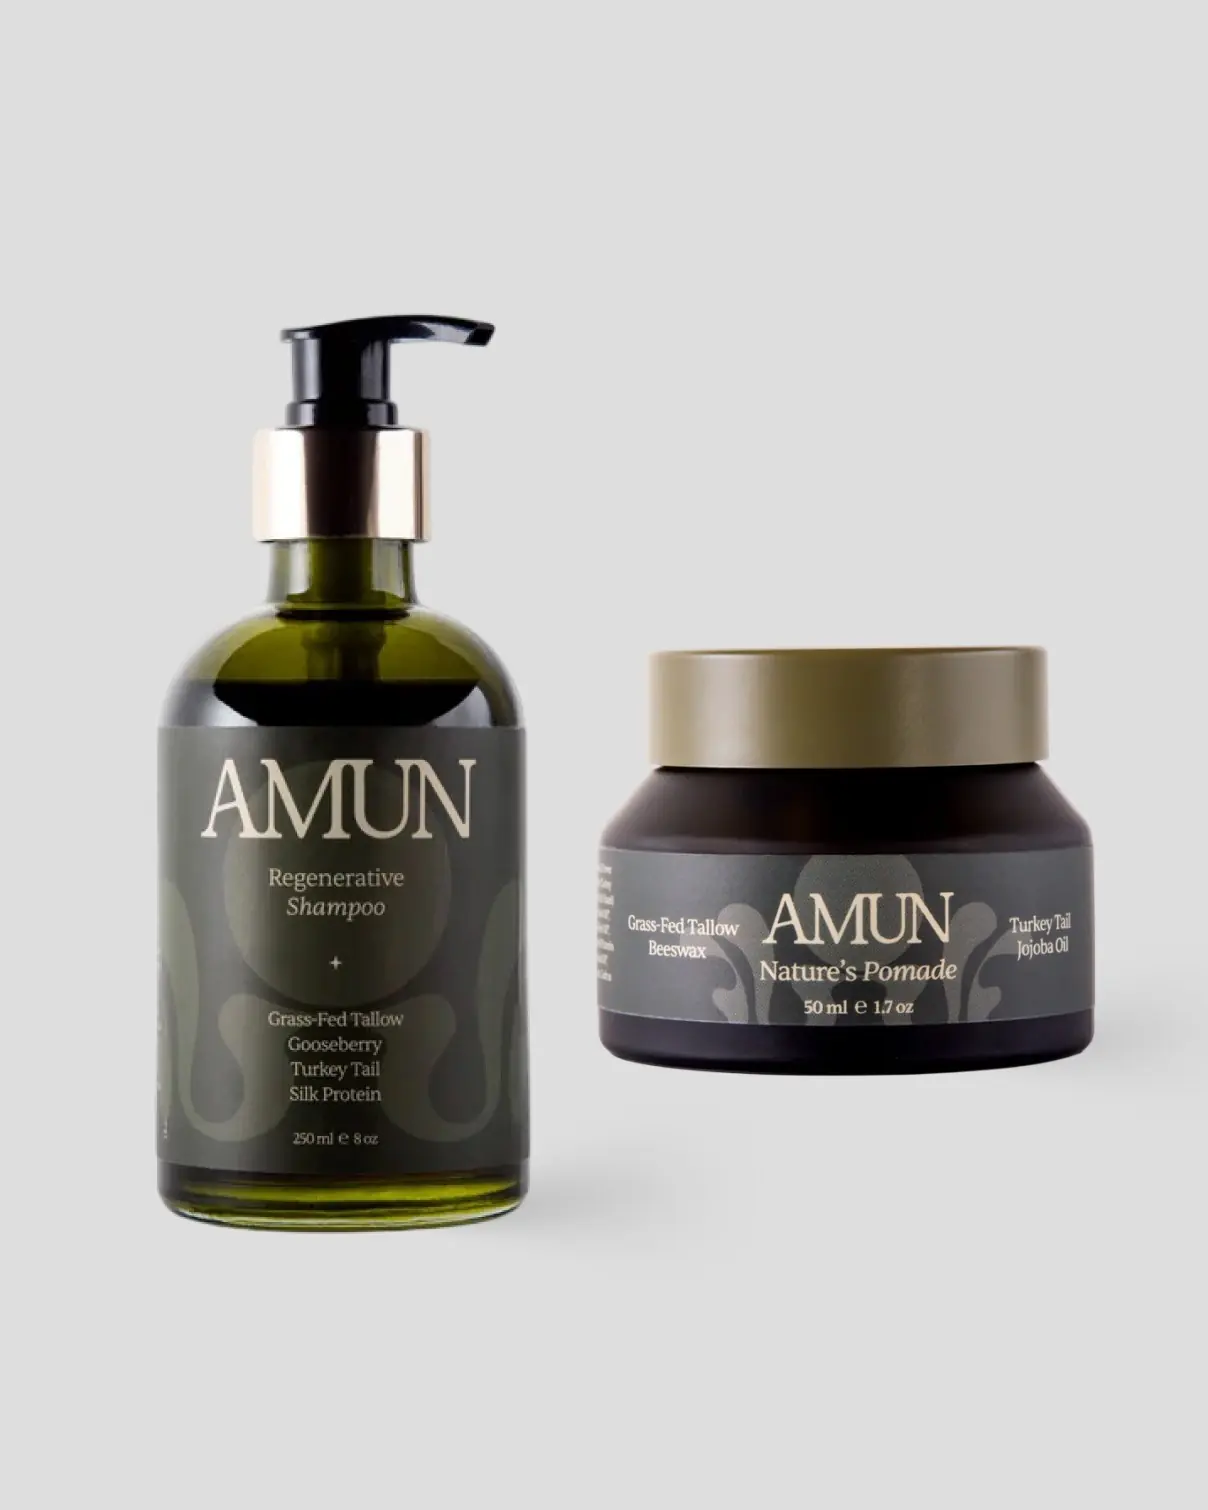 AMUN
Regenerative
Shampoo
Grass-Fed Tallow
Gooseberry
Turkey Tail
Silk Protein
250 ml ℮ 8 oz
Grass-Fed Tallow
Beeswax
AMUN
Nature's Pomade
50 ml ℮ 1.7 oz
Turkey Tail
Jojoba Oil